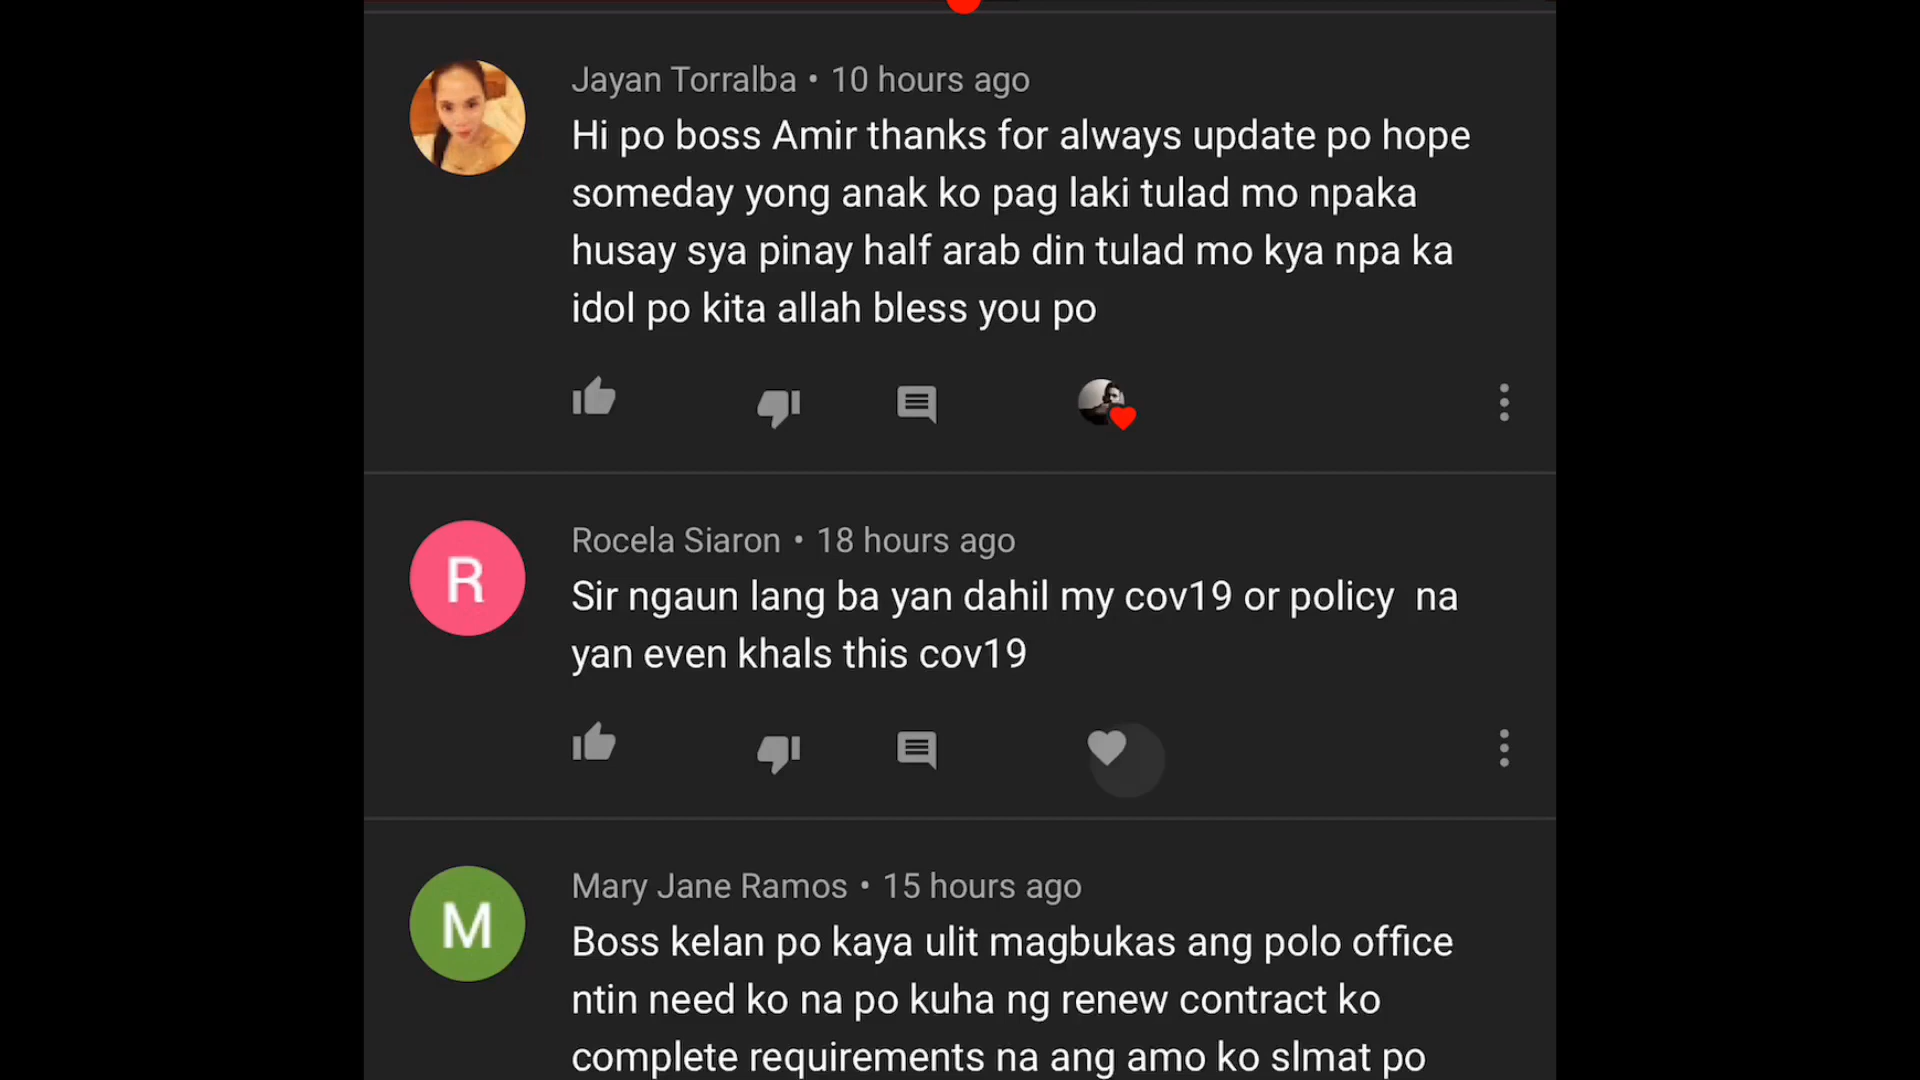 Jayan Torralba • 10 hours ago
Hi po boss Amir thanks for always update po hope
someday yong anak ko pag laki tulad mo npaka
husay sya pinay half arab din tulad mo kya npa ka
idol po kita allah bless you po
R
Rocela Siaron • 18 hours ago
Sir ngaun lang ba yan dahil my cov19 or policy  na
yan even khals this cov19
M
Mary Jane Ramos • 15 hours ago
Boss kelan po kaya ulit magbukas ang polo office
ntin need ko na po kuha ng renew contract ko
complete requirements na ang amo ko slmat po